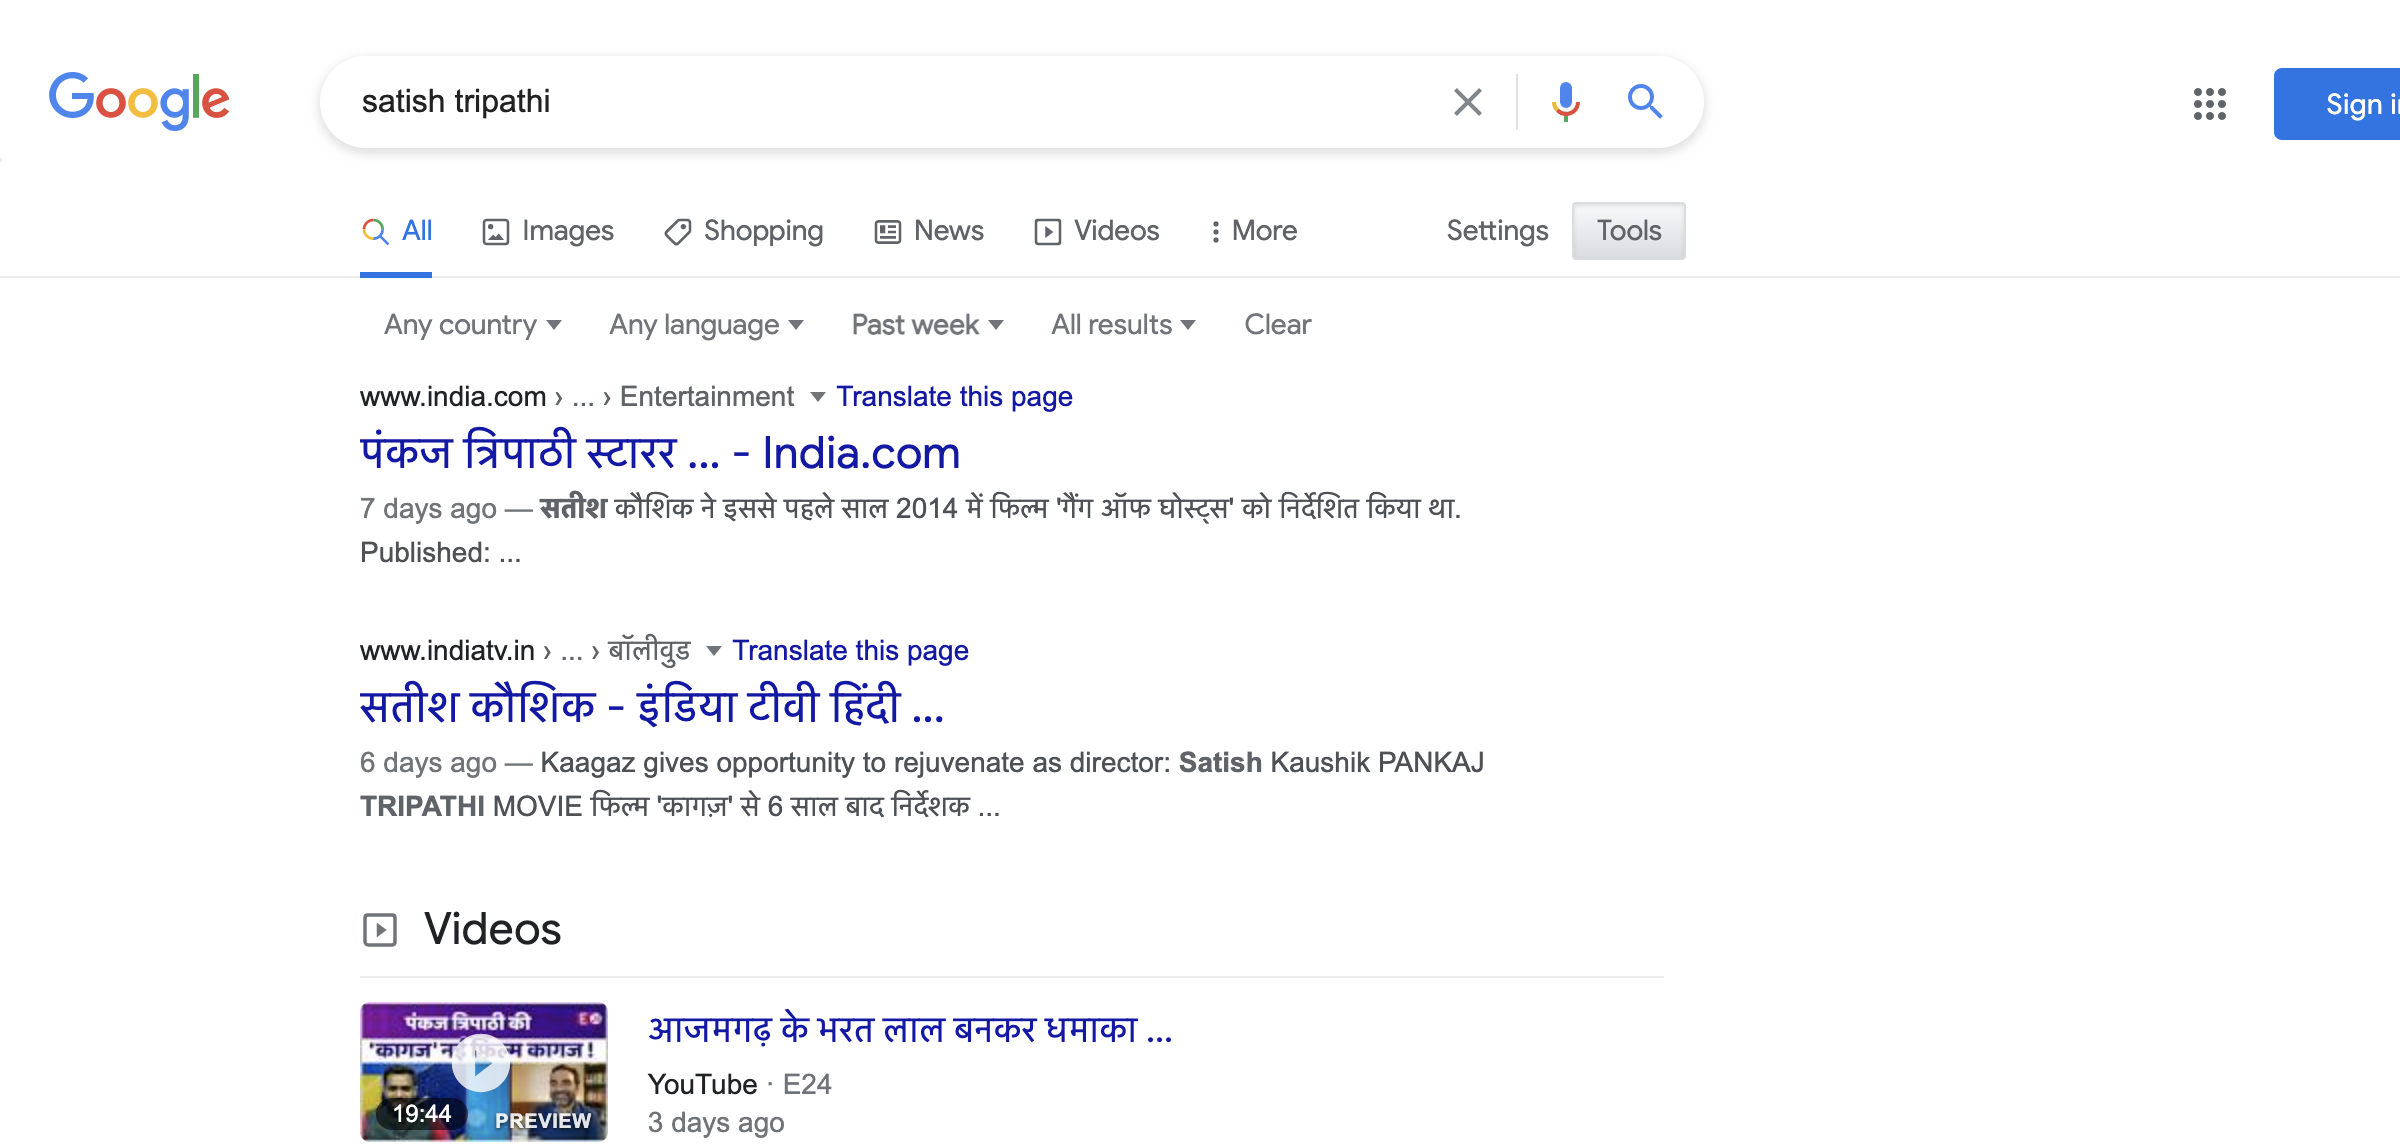 Google
satish tripathi
Sign i
All Images Shopping News Videos More Settings Tools
Any country Any language Past week All results Clear
www.india.com › ... › Entertainment Translate this page
पंकज त्रिपाठी स्टारर ... - India.com
7 days ago — सतीश कौशिक ने इससे पहले साल 2014 में फिल्म 'गैंग ऑफ घोस्ट्स' को निर्देशित किया था.
Published: ...
www.indiatv.in › ... › बॉलीवुड Translate this page
सतीश कौशिक - इंडिया टीवी हिंदी ...
6 days ago — Kaagaz gives opportunity to rejuvenate as director: Satish Kaushik PANKAJ
TRIPATHI MOVIE फिल्म 'कागज़' से 6 साल बाद निर्देशक ...
Videos
पंकज त्रिपाठी की
'कागज' नई फिल्म कागज !
19:44 PREVIEW
आजमगढ़ के भरत लाल बनकर धमाका ...
YouTube · E24
3 days ago